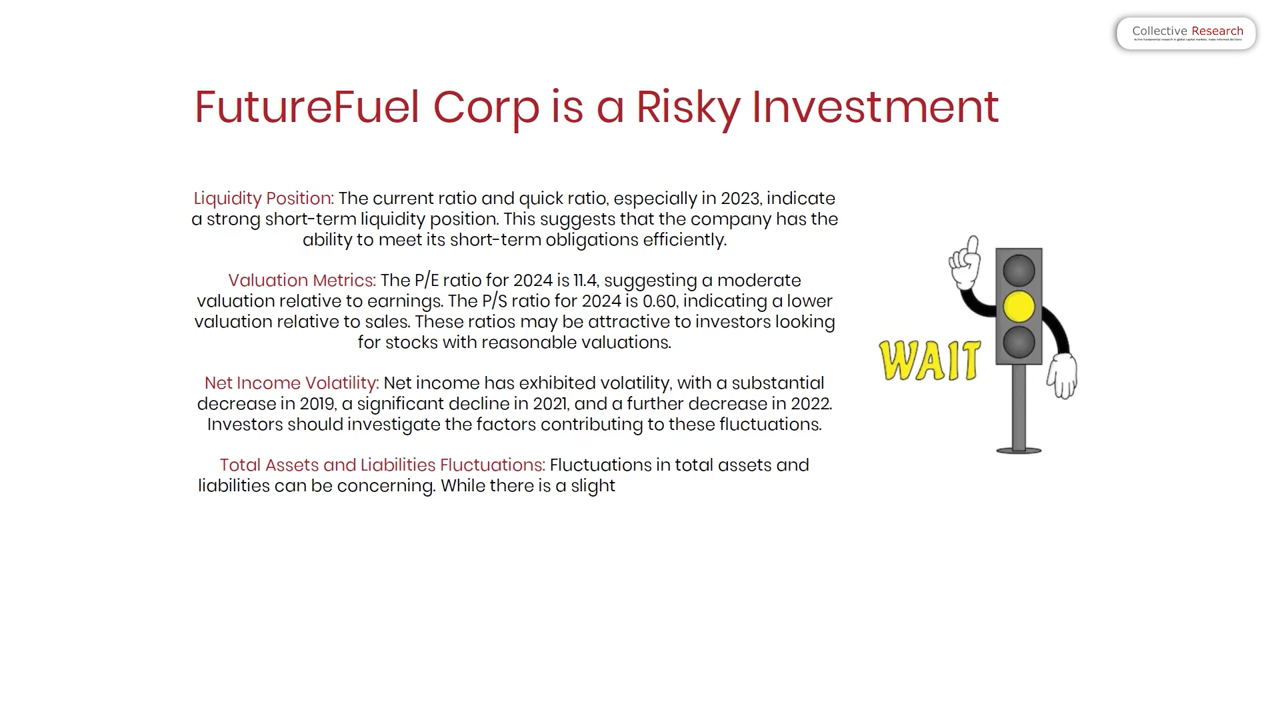 Collective Research
FutureFuel Corp is a Risky Investment
Liquidity Position: The current ratio and quick ratio, especially in 2023, indicate
a strong short-term liquidity position. This suggests that the company has the
ability to meet its short-term obligations efficiently.
Valuation Metrics: The P/E ratio for 2024 is 11.4, suggesting a moderate
valuation relative to earnings. The P/S ratio for 2024 is 0.60, indicating a lower
valuation relative to sales. These ratios may be attractive to investors looking
for stocks with reasonable valuations.
WAIT
Net Income Volatility: Net income has exhibited volatility, with a substantial
decrease in 2019, a significant decline in 2021, and a further decrease in 2022.
Investors should investigate the factors contributing to these fluctuations.
Total Assets and Liabilities Fluctuations: Fluctuations in total assets and
liabilities can be concerning. While there is a slight